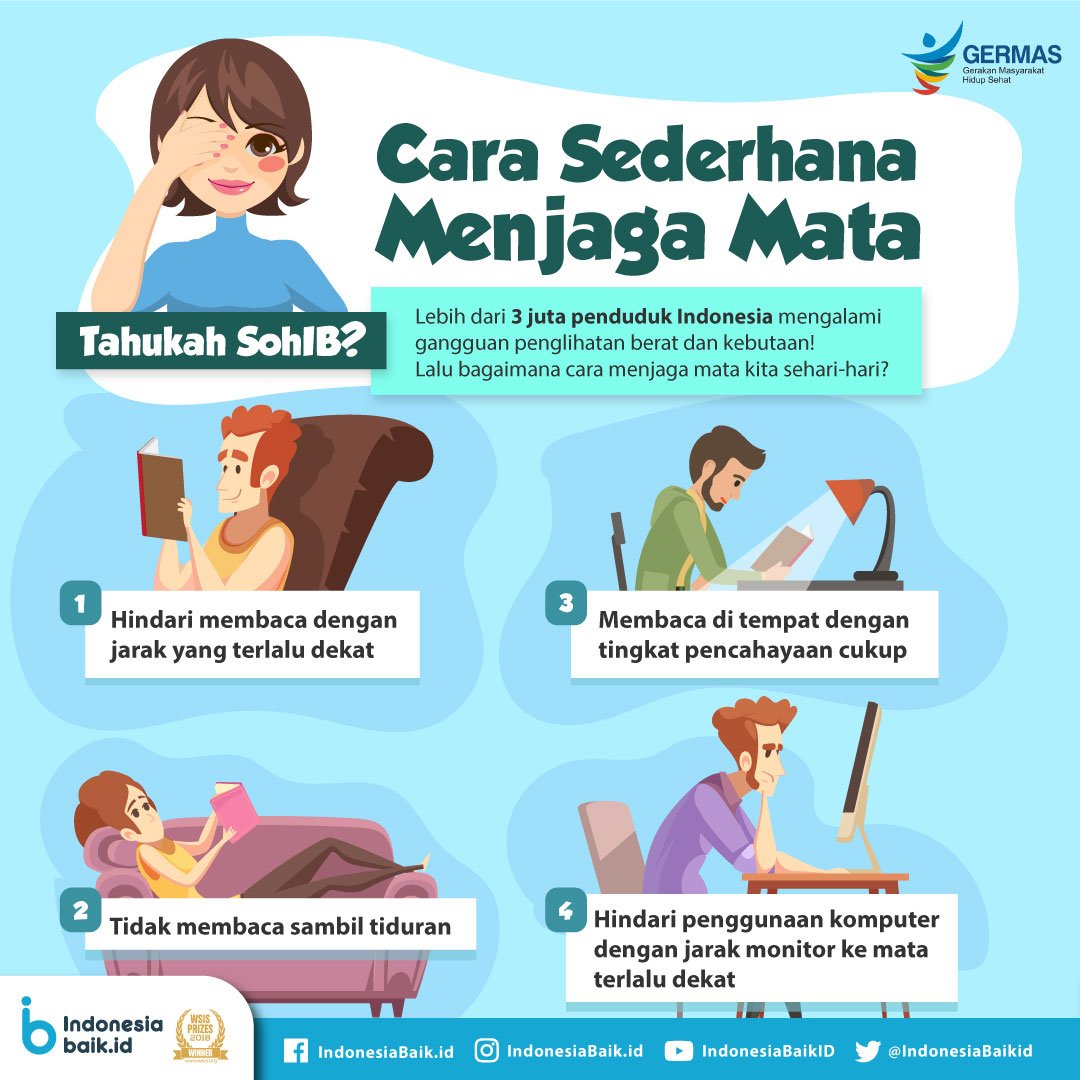 GERMAS
Gerakan Masyarakat
Hidup Sehat
Cara Sederhana
Menjaga Mata
Tahukah SohIB?
Lebih dari 3 juta penduduk Indonesia mengalami
gangguan penglihatan berat dan kebutaan!
Lalu bagaimana cara menjaga mata kita sehari-hari?
1
Hindari membaca dengan
jarak yang terlalu dekat
2
Tidak membaca sambil tiduran
3
Membaca di tempat dengan
tingkat pencahayaan cukup
4
Hindari penggunaan komputer
dengan jarak monitor ke mata
terlalu dekat
Indonesia
baik.id
WSIS
PRIZES
2018
WINNER
www.wsis.org
IndonesiaBaik.id
IndonesiaBaik.id
IndonesiaBaikID
@IndonesiaBaikid